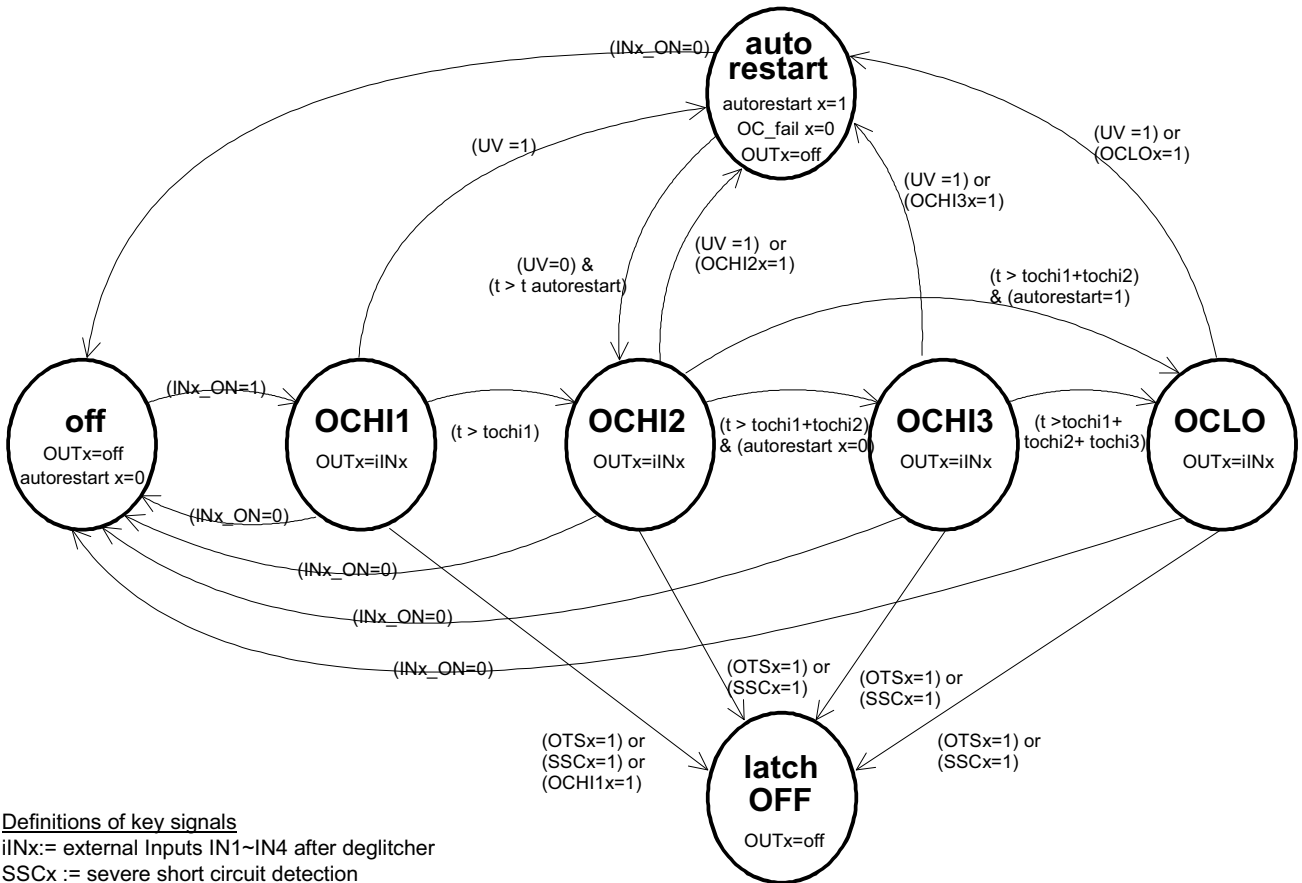 (INx_ON=0)
auto
restart
autorestart x=1
OC_fail x=0
OUTx=off
(UV =1)
(UV =1) or
(OCLOx=1)
(UV =1) or
(OCHI3x=1)
(UV =1) or
(OCHI2x=1)
(UV=0) &
(t > t autorestart)
(t > tochi1+tochi2)
& (autorestart=1)
off
OUTx=off
autorestart x=0
(INx_ON=1)
OCHI1
OUTx=iINx
(t > tochi1)
OCHI2
OUTx=iINx
(t > tochi1+tochi2)
& (autorestart x=0)
OCHI3
OUTx=iINx
(t >tochi1+
tochi2+ tochi3)
OCLO
OUTx=iINx
(INx_ON=0)
(INx_ON=0)
(INx_ON=0)
(INx_ON=0)
(OTSx=1) or
(SSCx=1) or
(OCHI1x=1)
(OTSx=1) or
(SSCx=1)
(OTSx=1) or
(SSCx=1)
(OTSx=1) or
(SSCx=1)
latch
OFF
OUTx=off
Definitions of key signals
iINx:= external Inputs IN1~IN4 after deglitcher
SSCx := severe short circuit detection